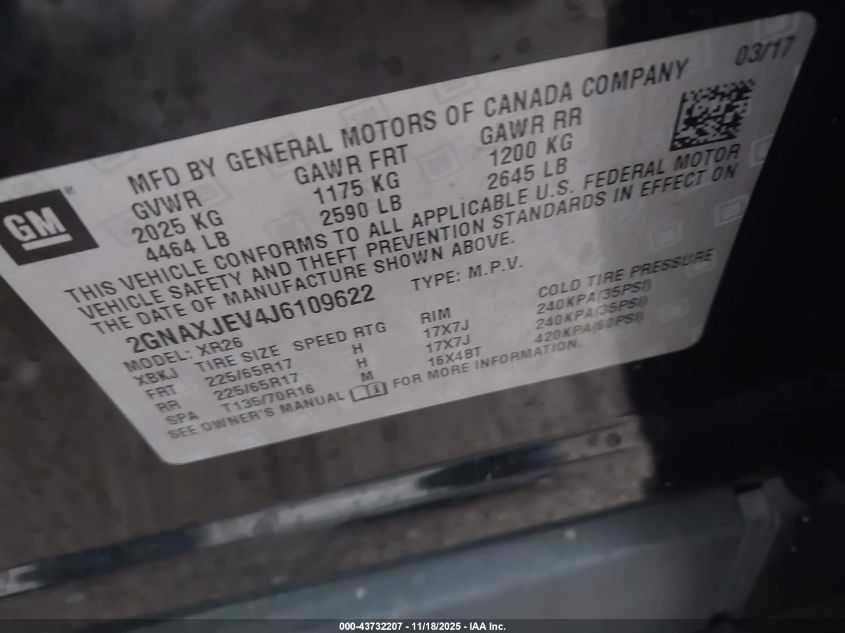 03/17
MFD BY GENERAL MOTORS OF CANADA COMPANY
GVWR GAWR FRT GAWR RR
2025 KG 1175 KG 1200 KG
4464 LB 2590 LB 2645 LB
GM
THIS VEHICLE CONFORMS TO ALL APPLICABLE U.S. FEDERAL MOTOR
VEHICLE SAFETY AND THEFT PREVENTION STANDARDS IN EFFECT ON
THE DATE OF MANUFACTURE SHOWN ABOVE.
2GNAXJEV4J6109622 TYPE: M.P.V.
MODEL: XR26
XBKJ TIRE SIZE SPEED RTG RIM COLD TIRE PRESSURE
FRT 225/65R17 H 17X7J 240KPA(35PSI)
RR 225/65R17 H 17X7J 240KPA(35PSI)
SPA T135/70R16 M 16X4BT 420KPA(60PSI)
SEE OWNER'S MANUAL FOR MORE INFORMATION.
000-43732207 - 11/18/2025 - IAA Inc.